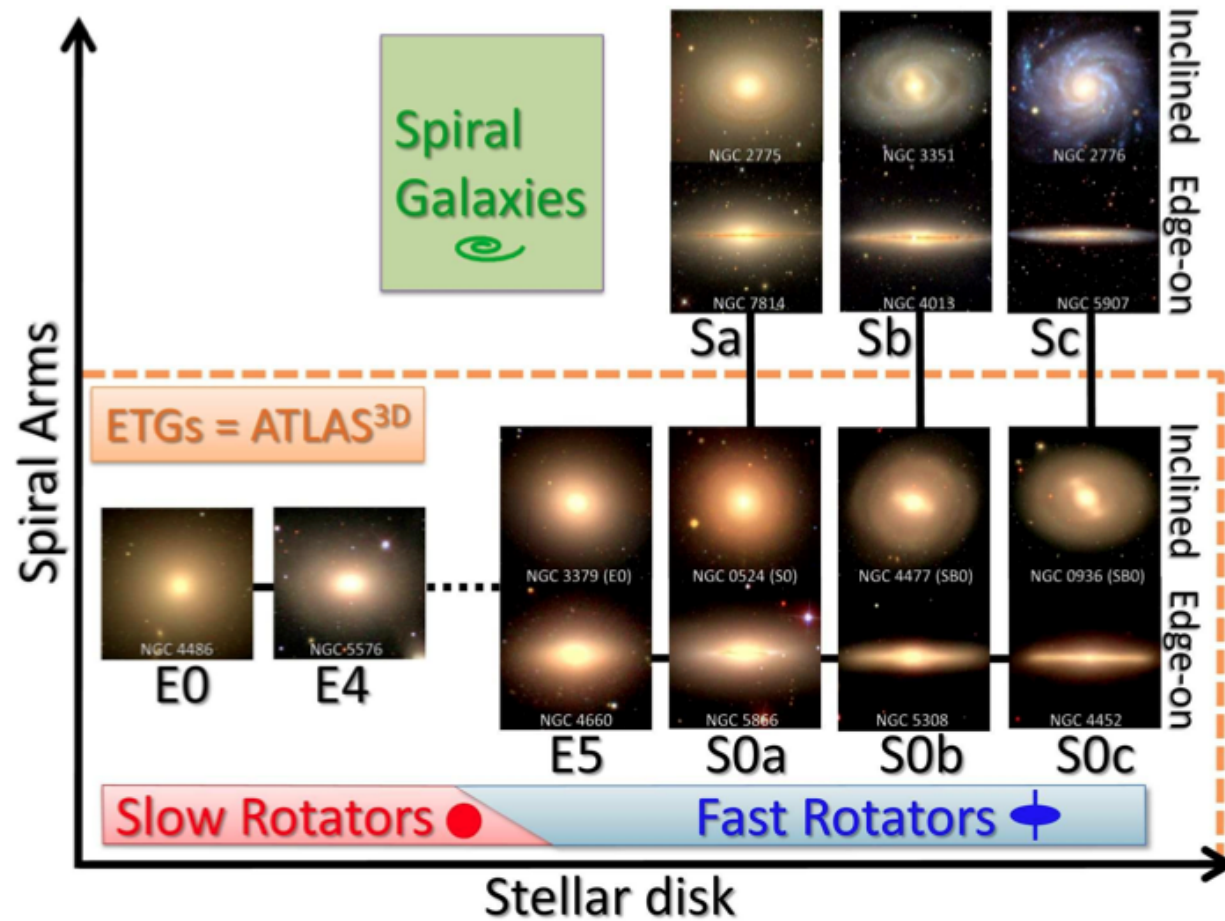 Spiral Arms
Spiral
Galaxies
NGC 2775
NGC 3351
NGC 2776
Inclined
NGC 7814
NGC 4013
NGC 5907
Edge-on
Sa
Sb
Sc
ETGs = ATLAS³ᴰ
NGC 4486
NGC 5576
E0
E4
NGC 3379 (E0)
NGC 0524 (S0)
NGC 4477 (SB0)
NGC 0936 (SB0)
Inclined
NGC 4660
NGC 5866
NGC 5308
NGC 4452
Edge-on
E5
S0a
S0b
S0c
Slow Rotators
Fast Rotators
Stellar disk